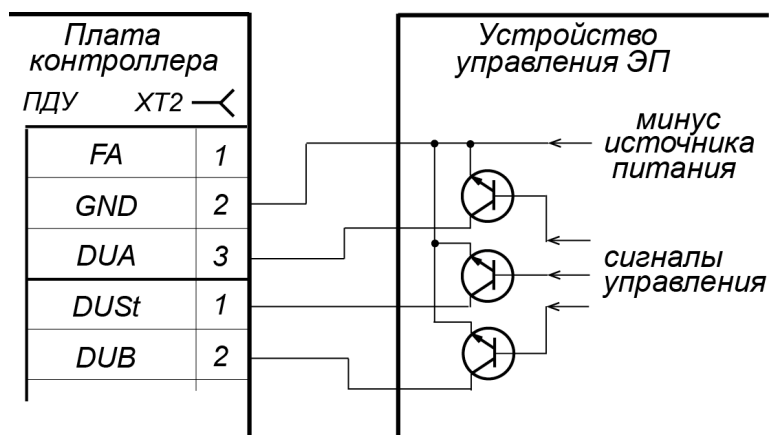 Плата
контроллера
ПДУ XT2
FA 1
GND 2
DUA 3
DUSt 1
DUB 2
Устройство
управления ЭП
минус
источника
питания
сигналы
управления